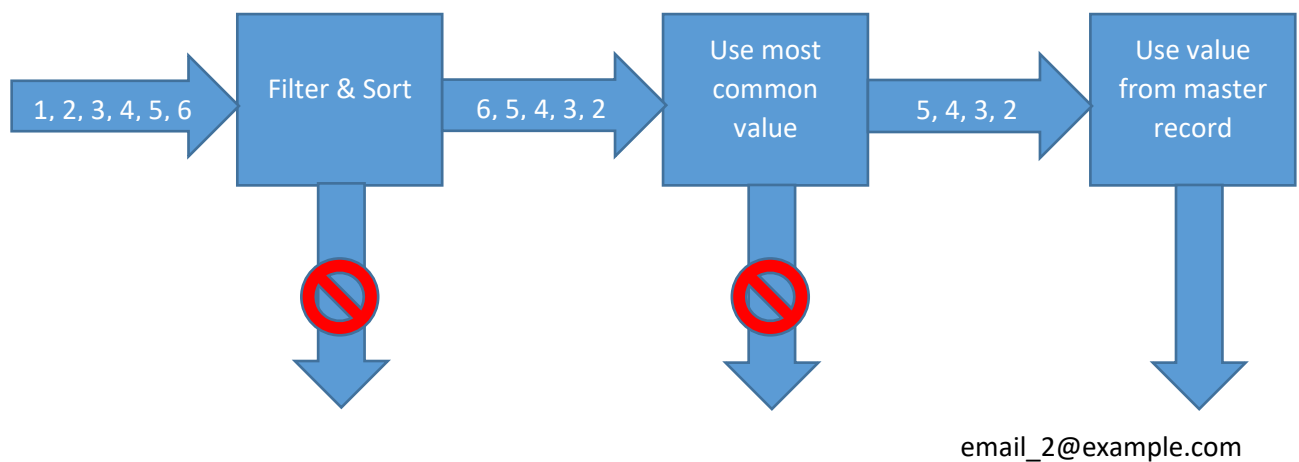 1, 2, 3, 4, 5, 6
Filter & Sort
6, 5, 4, 3, 2
Use most
common
value
5, 4, 3, 2
Use value
from master
record
email_2@example.com